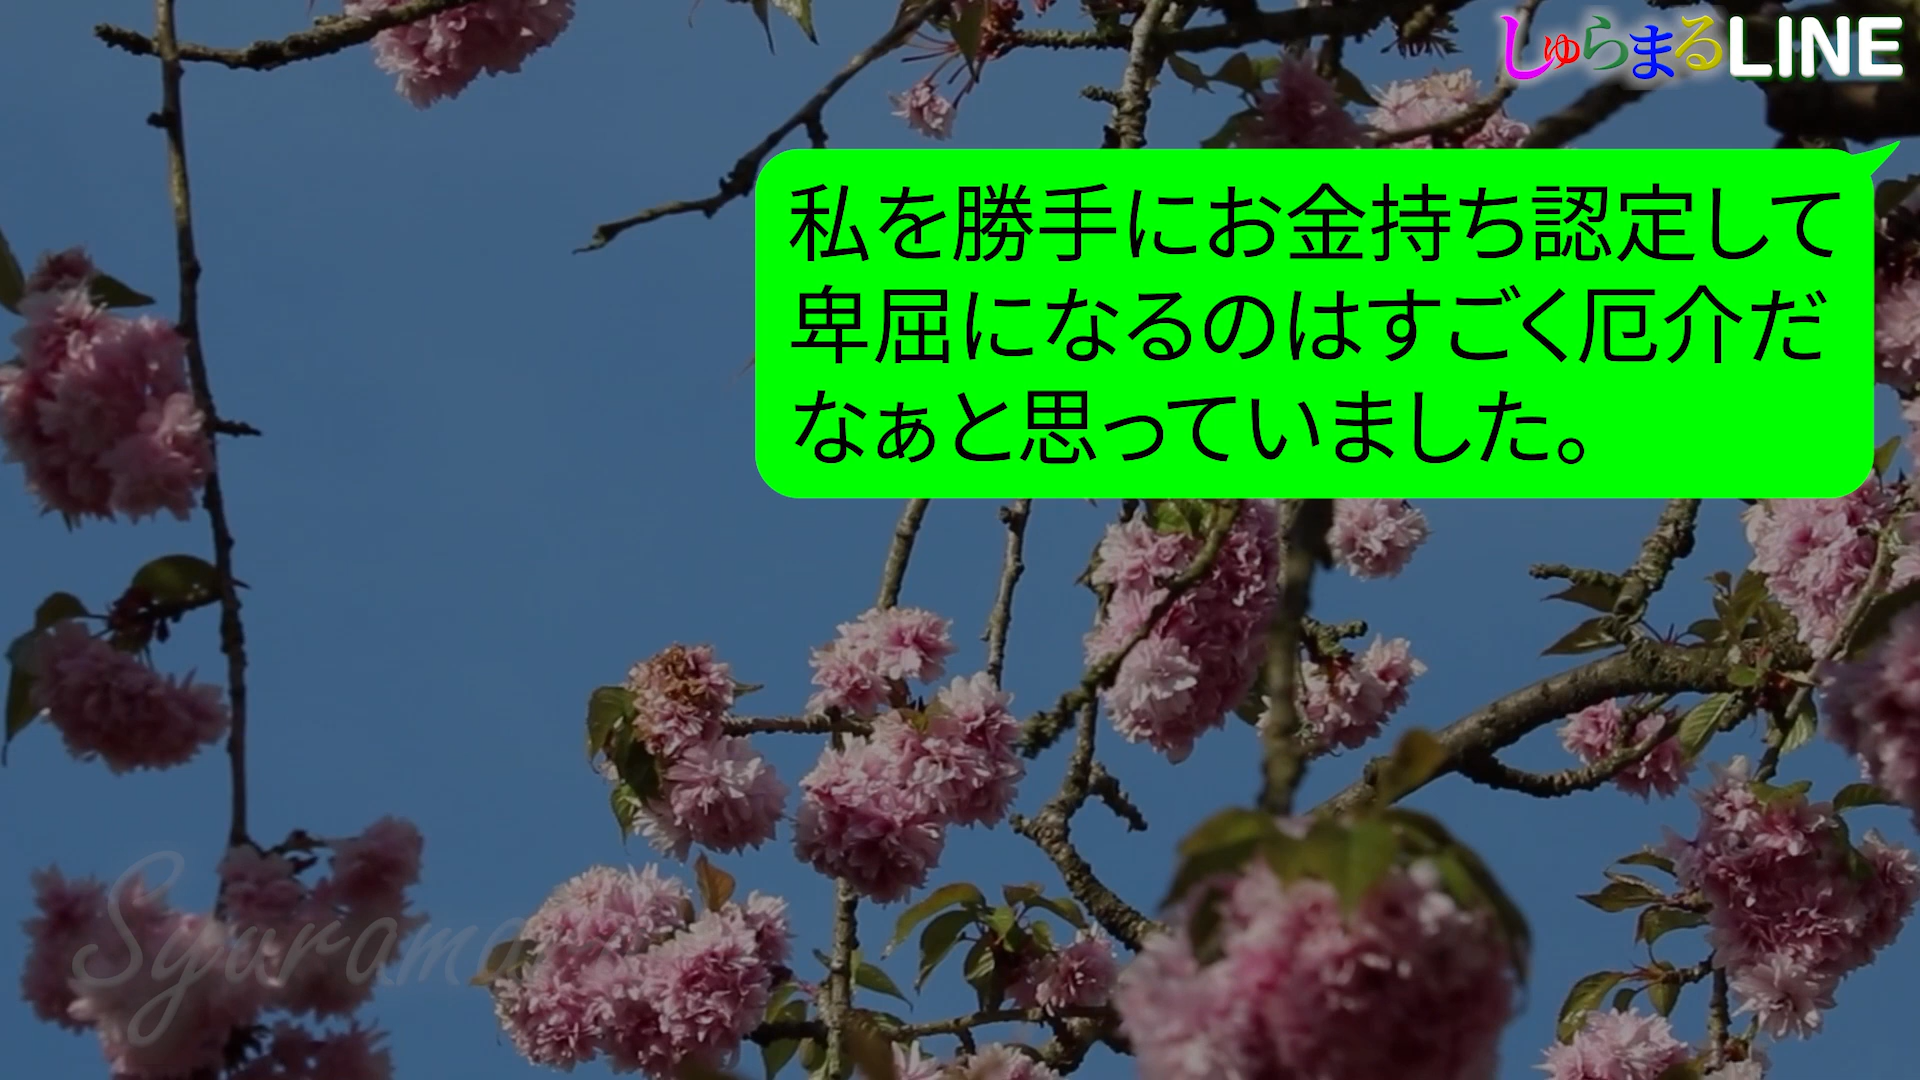 しゅらまるLINE
私を勝手にお金持ち認定して
卑屈になるのはすごく厄介だ
なぁと思っていました。
Syurama